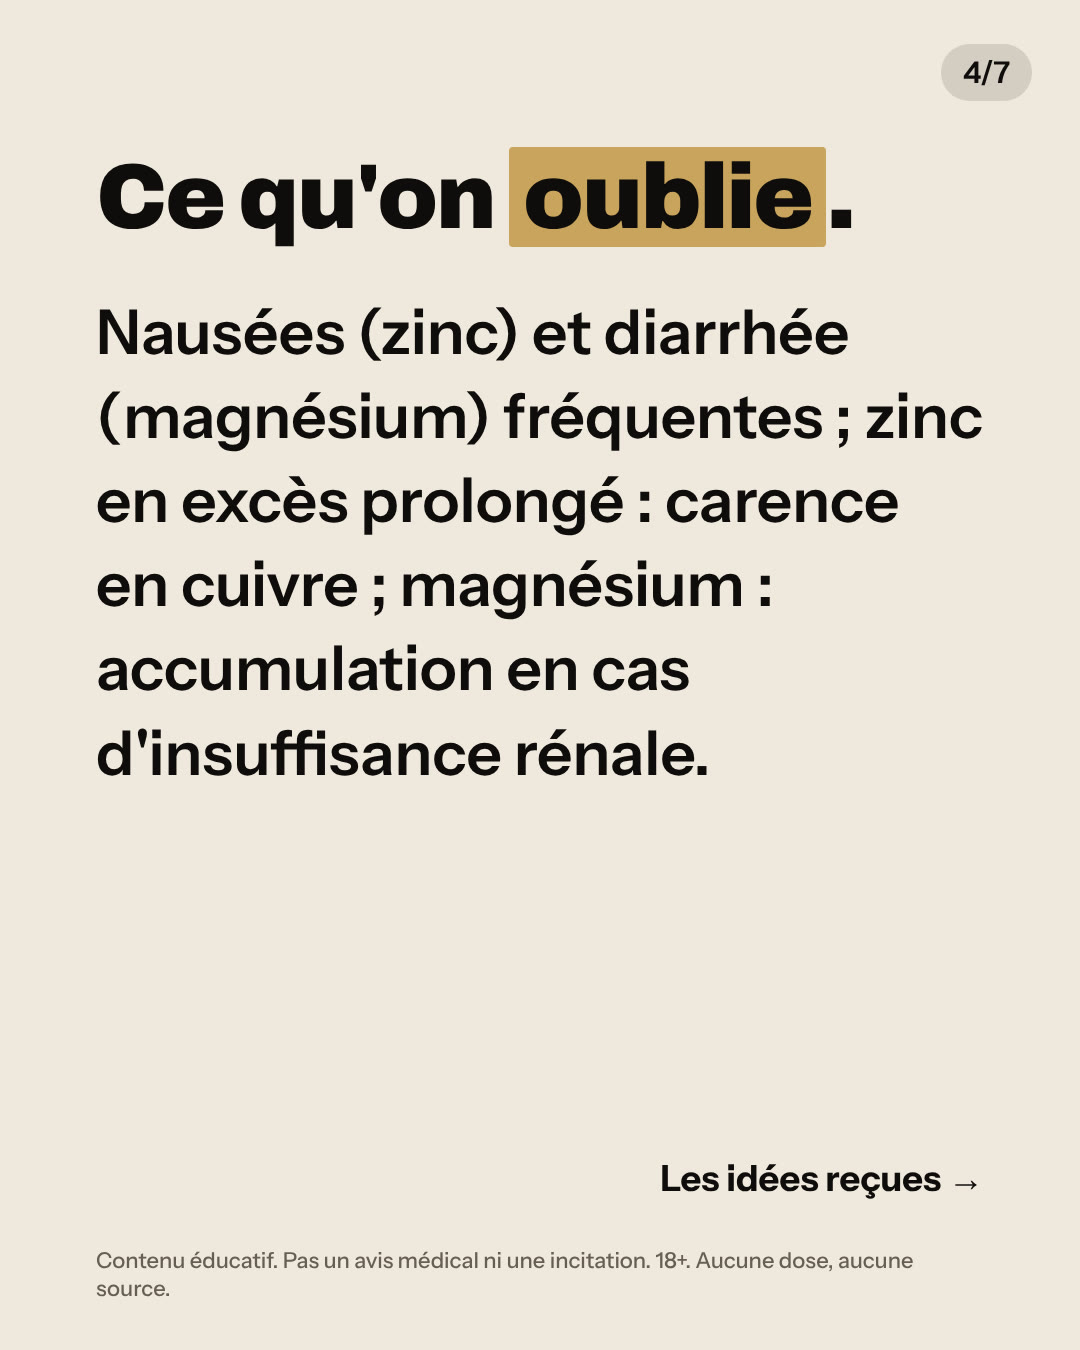 4/7
Ce qu'on oublie.
Nausées (zinc) et diarrhée
(magnésium) fréquentes ; zinc
en excès prolongé : carence
en cuivre ; magnésium :
accumulation en cas
d'insuffisance rénale.
Les idées reçues →
Contenu éducatif. Pas un avis médical ni une incitation. 18+. Aucune dose, aucune
source.